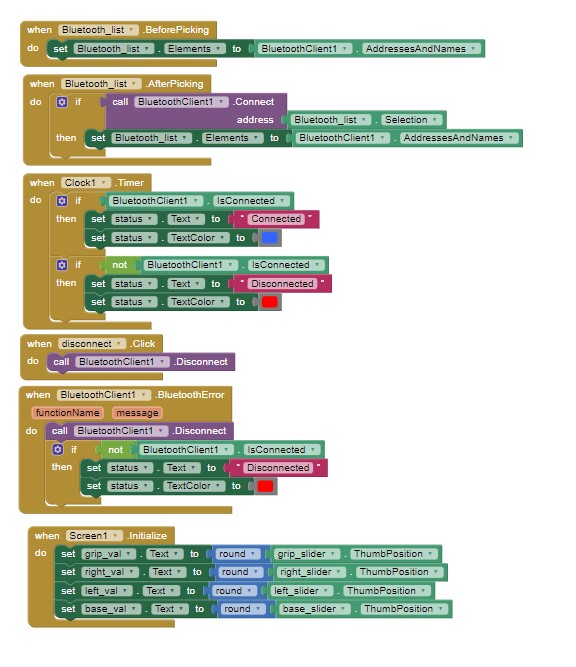 when Bluetooth_list .BeforePicking
do set Bluetooth_list . Elements to BluetoothClient1 . AddressesAndNames
when Bluetooth_list .AfterPicking
do if call BluetoothClient1 .Connect
address Bluetooth_list . Selection
then set Bluetooth_list . Elements to BluetoothClient1 . AddressesAndNames
when Clock1 .Timer
do if BluetoothClient1 . IsConnected
then set status . Text to " Connected "
set status . TextColor to
if not BluetoothClient1 . IsConnected
then set status . Text to " Disconnected "
set status . TextColor to
when disconnect .Click
do call BluetoothClient1 .Disconnect
when BluetoothClient1 .BluetoothError
functionName message
do call BluetoothClient1 .Disconnect
if not BluetoothClient1 . IsConnected
then set status . Text to " Disconnected "
set status . TextColor to
when Screen1 .Initialize
do set grip_val . Text to round grip_slider . ThumbPosition
set right_val . Text to round right_slider . ThumbPosition
set left_val . Text to round left_slider . ThumbPosition
set base_val . Text to round base_slider . ThumbPosition